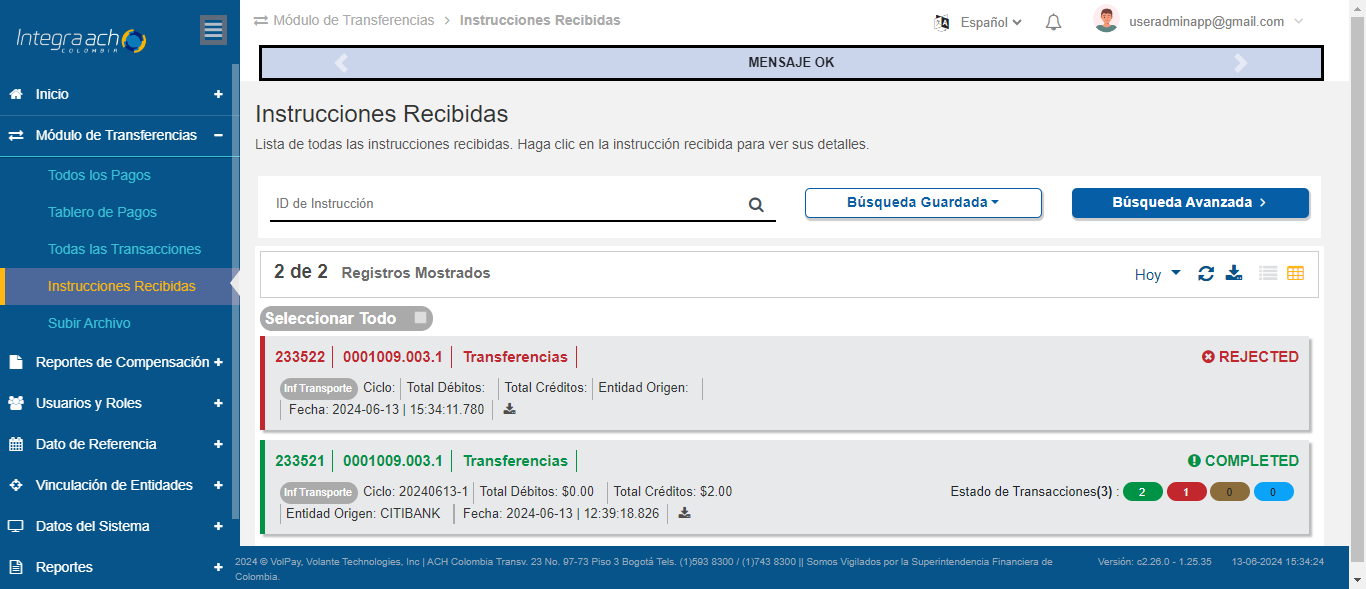 Integra ach
COLOMBIA
Módulo de Transferencias > Instrucciones Recibidas
Español
useradminapp@gmail.com
MENSAJE OK
Inicio +
Módulo de Transferencias −
Todos los Pagos
Tablero de Pagos
Todas las Transacciones
Instrucciones Recibidas
Subir Archivo
Reportes de Compensación +
Usuarios y Roles +
Dato de Referencia +
Vinculación de Entidades +
Datos del Sistema +
Reportes +
Instrucciones Recibidas
Lista de todas las instrucciones recibidas. Haga clic en la instrucción recibida para ver sus detalles.
ID de Instrucción
Búsqueda Guardada
Búsqueda Avanzada >
2 de 2 Registros Mostrados
Hoy
Seleccionar Todo
233522 | 0001009.003.1 | Transferencias | REJECTED
Inf Transporte Ciclo: | Total Débitos: | Total Créditos: | Entidad Origen: |
| Fecha: 2024-06-13 | 15:34:11.780 |
233521 | 0001009.003.1 | Transferencias | COMPLETED
Inf Transporte Ciclo: 20240613-1 | Total Débitos: $0.00 | Total Créditos: $2.00 Estado de Transacciones(3) : 2 1 0 0
| Entidad Origen: CITIBANK | Fecha: 2024-06-13 | 12:39:18.826 |
2024 © VolPay, Volante Technologies, Inc | ACH Colombia Transv. 23 No. 97-73 Piso 3 Bogotá Tels. (1)593 8300 / (1)743 8300 || Somos Vigilados por la Superintendencia Financiera de
Colombia.
Versión: c2.26.0 - 1.25.35 13-06-2024 15:34:24